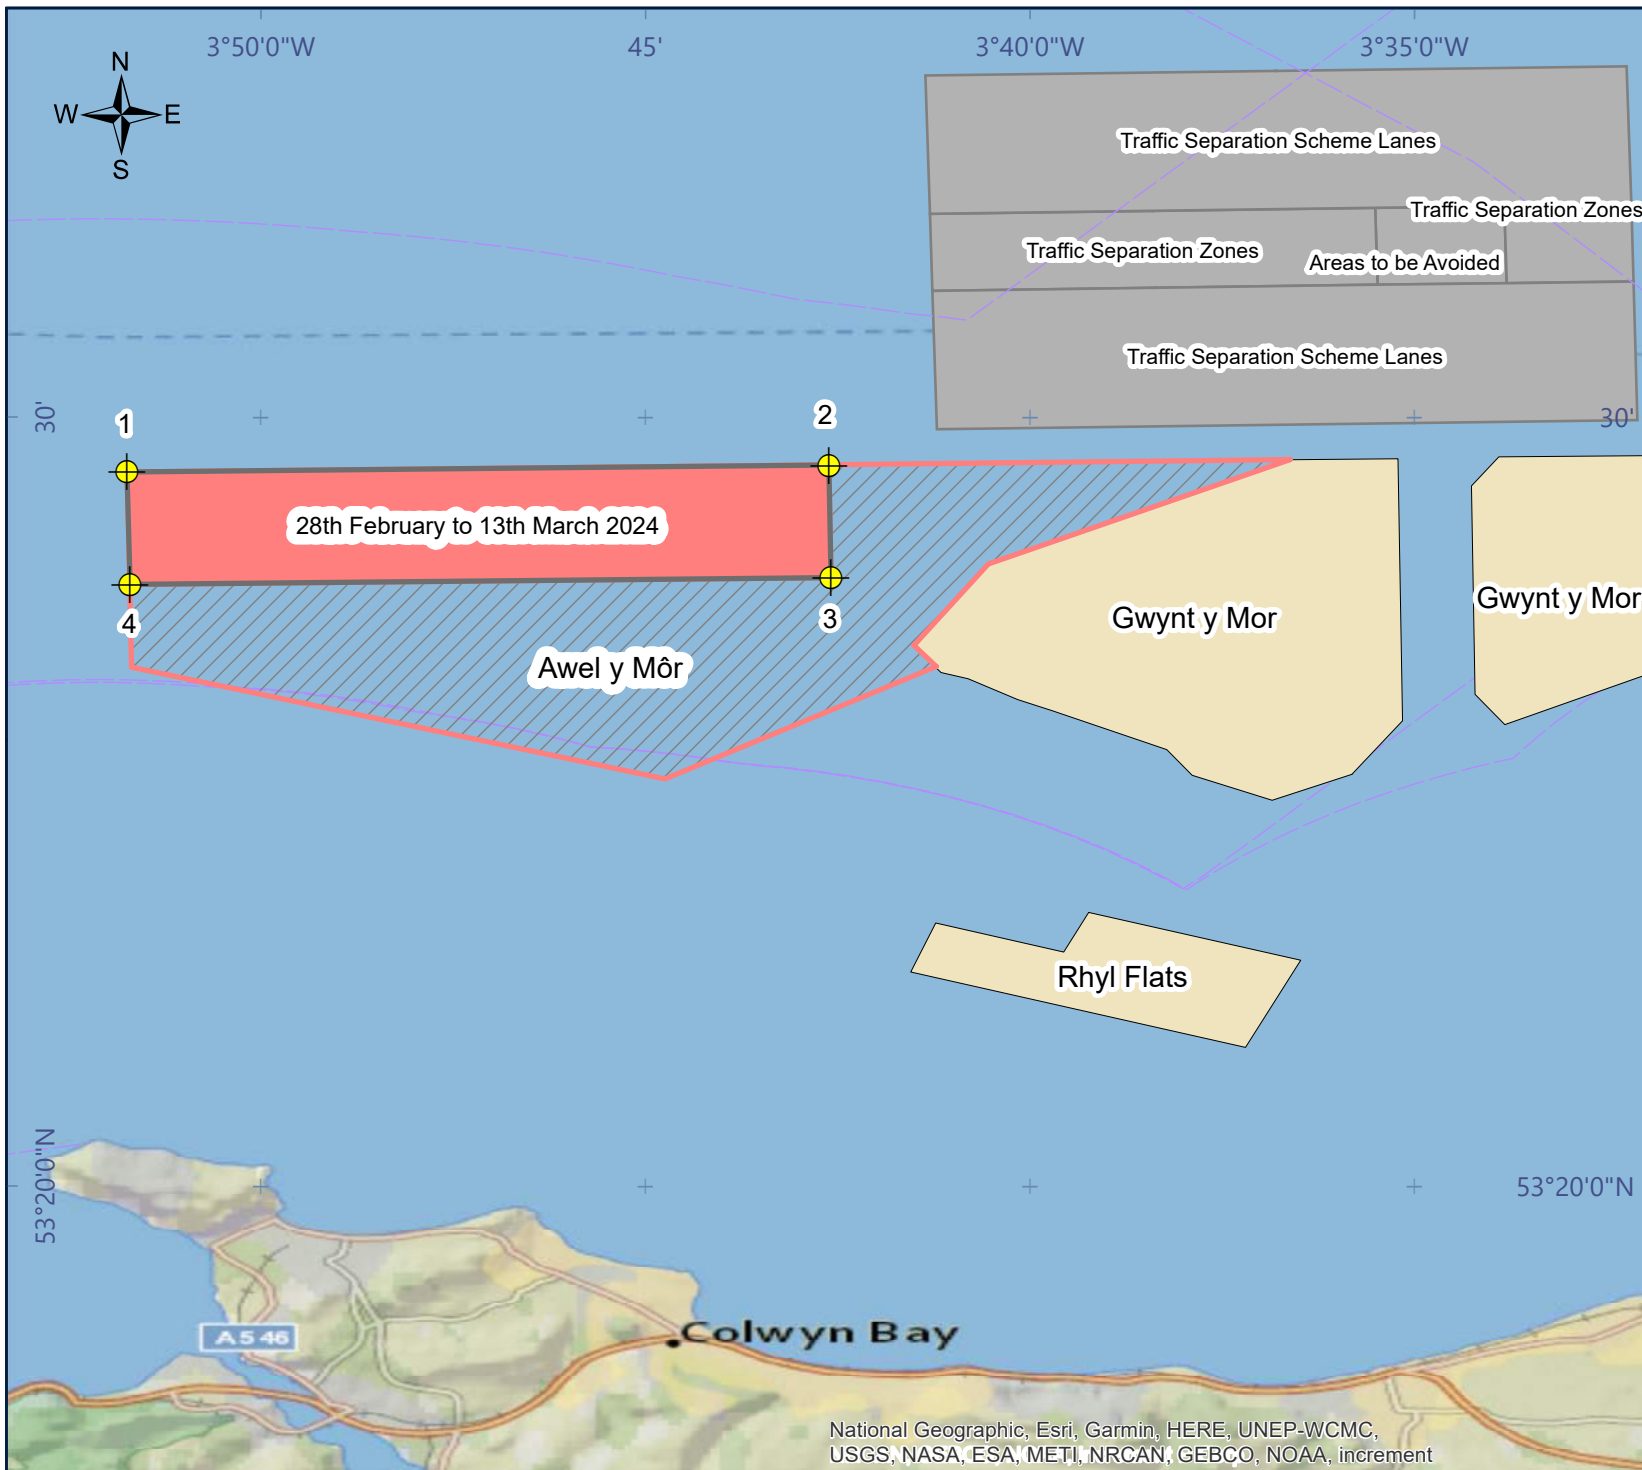 3°50'0"W
45'
3°40'0"W
3°35'0"W
N
W
E
S
Traffic Separation Scheme Lanes
Traffic Separation Zones
Traffic Separation Zones
Areas to be Avoided
Traffic Separation Scheme Lanes
30'
30'
1
2
28th February to 13th March 2024
4
3
Gwynt y Mor
Gwynt y Mor
Awel y Môr
Rhyl Flats
53°20'0"N
53°20'0"N
A546
Colwyn Bay
National Geographic, Esri, Garmin, HERE, UNEP-WCMC,
USGS, NASA, ESA, METI, NRCAN, GEBCO, NOAA, increment